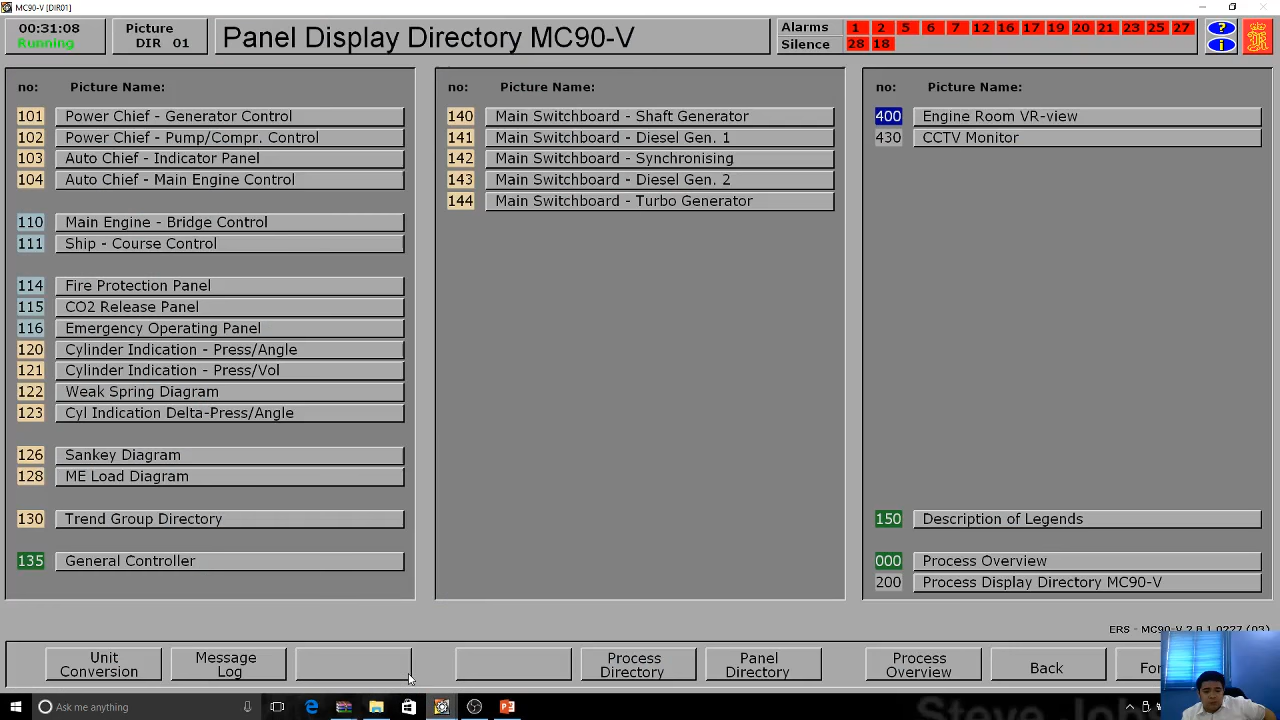 MC90-V [DIR01]
00:31:08
Running
Picture
DIR 01
Panel Display Directory MC90-V
Alarms
Silence
1 2 5 6 7 12 16 17 19 20 21 23 25 27
28 18
?
i
no: Picture Name:
101 Power Chief - Generator Control
102 Power Chief - Pump/Compr. Control
103 Auto Chief - Indicator Panel
104 Auto Chief - Main Engine Control
110 Main Engine - Bridge Control
111 Ship - Course Control
114 Fire Protection Panel
115 CO2 Release Panel
116 Emergency Operating Panel
120 Cylinder Indication - Press/Angle
121 Cylinder Indication - Press/Vol
122 Weak Spring Diagram
123 Cyl Indication Delta-Press/Angle
126 Sankey Diagram
128 ME Load Diagram
130 Trend Group Directory
135 General Controller
no: Picture Name:
140 Main Switchboard - Shaft Generator
141 Main Switchboard - Diesel Gen. 1
142 Main Switchboard - Synchronising
143 Main Switchboard - Diesel Gen. 2
144 Main Switchboard - Turbo Generator
no: Picture Name:
400 Engine Room VR-view
430 CCTV Monitor
150 Description of Legends
000 Process Overview
200 Process Display Directory MC90-V
Unit
Conversion
Message
Log
Process
Directory
Panel
Directory
Process
Overview
Back
For
Ask me anything